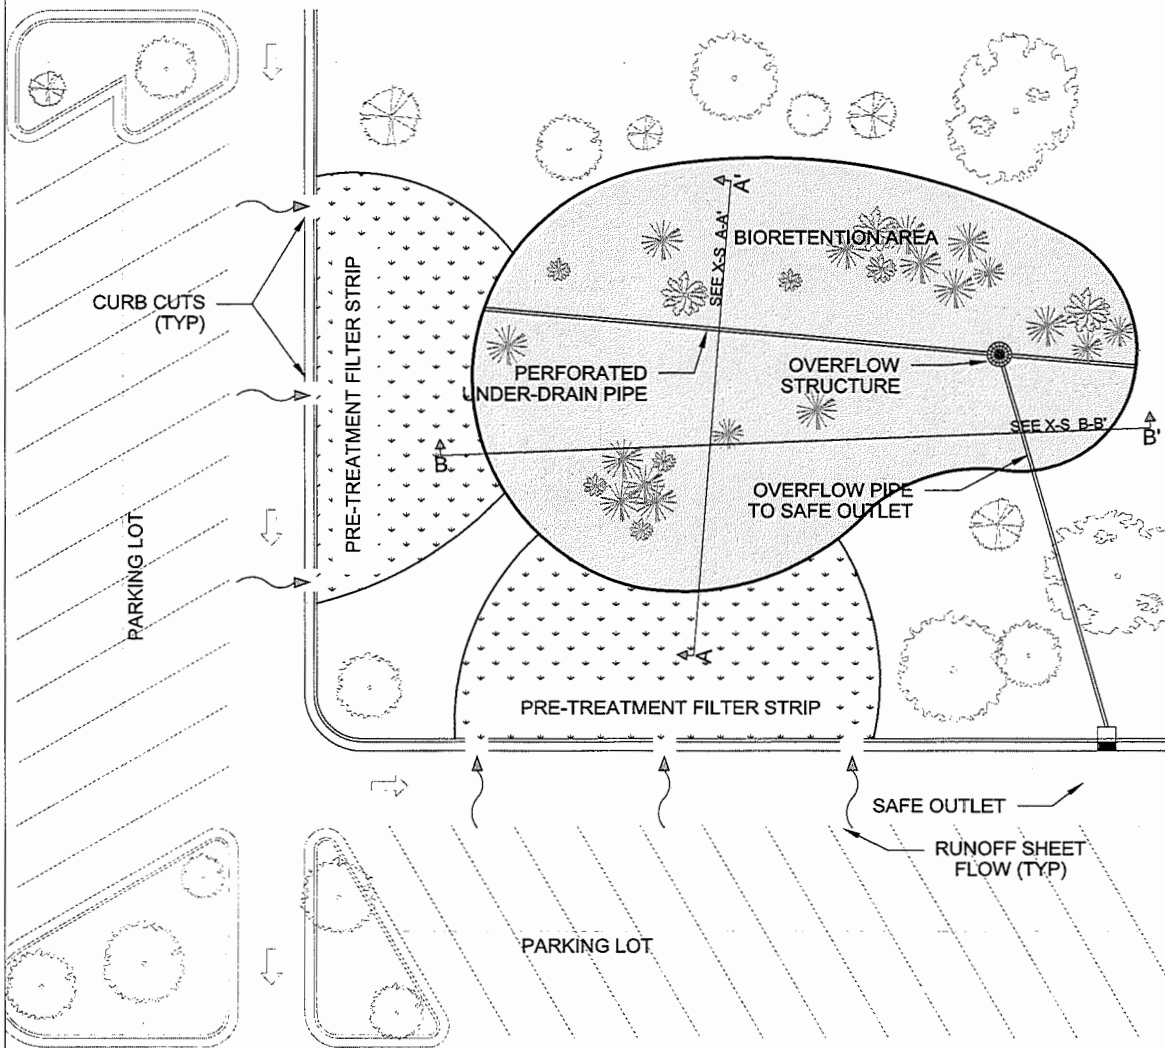 A'
SEE X-S A-A'
BIORETENTION AREA
CURB CUTS
(TYP)
PRE-TREATMENT FILTER STRIP
PERFORATED
UNDER-DRAIN PIPE
OVERFLOW
STRUCTURE
SEE X-S B-B'
B'
B
OVERFLOW PIPE
TO SAFE OUTLET
PARKING LOT
A
PRE-TREATMENT FILTER STRIP
SAFE OUTLET
RUNOFF SHEET
FLOW (TYP)
PARKING LOT